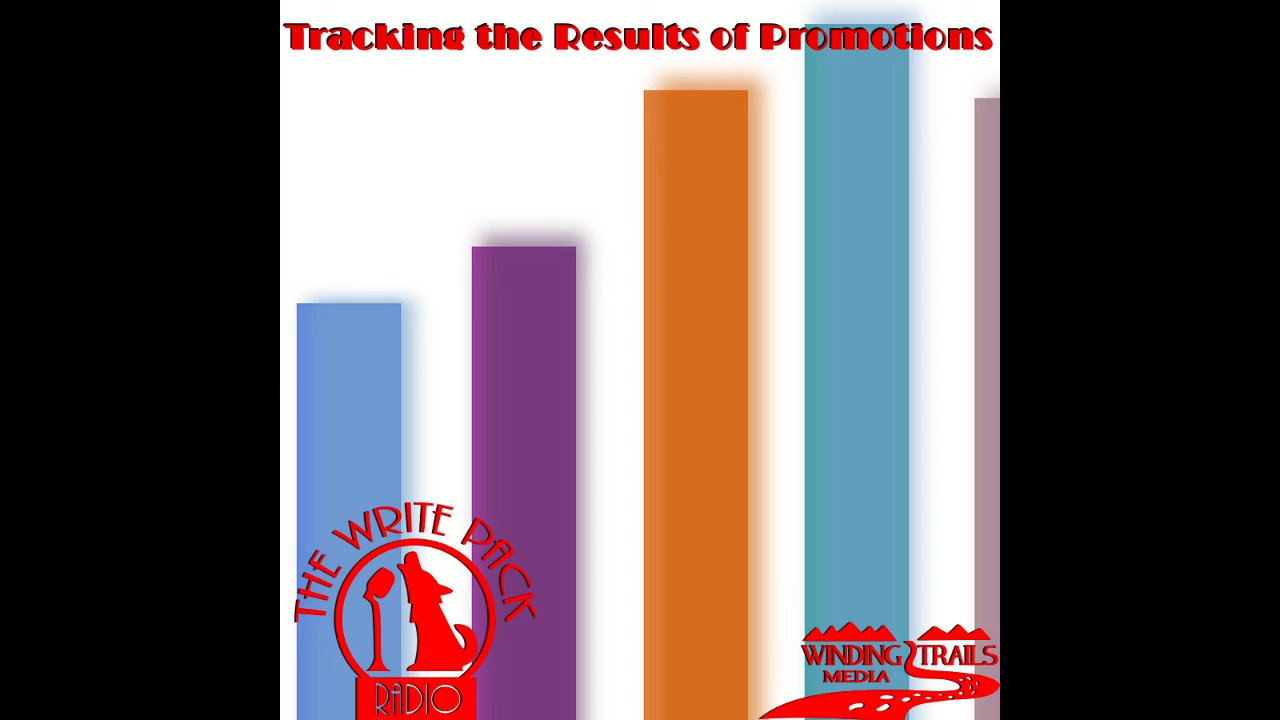 Tracking the Results of Promotions
THE WRITE PACK
RADIO
WINDING TRAILS
MEDIA